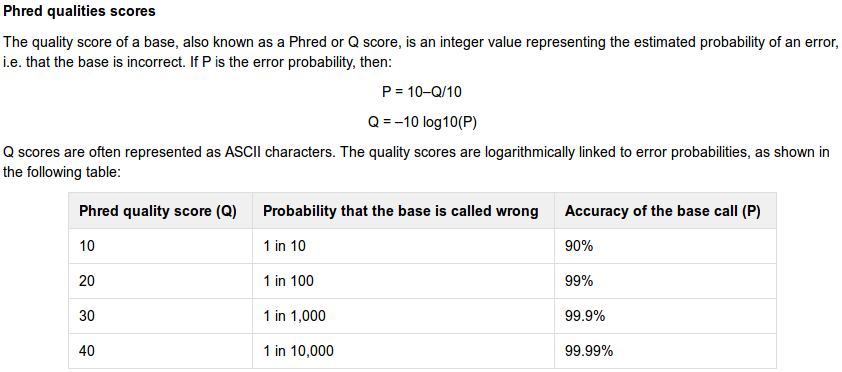 Phred qualities scores
The quality score of a base, also known as a Phred or Q score, is an integer value representing the estimated probability of an error,
i.e. that the base is incorrect. If P is the error probability, then:
P = 10–Q/10
Q = –10 log10(P)
Q scores are often represented as ASCII characters. The quality scores are logarithmically linked to error probabilities, as shown in
the following table:
Phred quality score (Q) Probability that the base is called wrong Accuracy of the base call (P)
10 1 in 10 90%
20 1 in 100 99%
30 1 in 1,000 99.9%
40 1 in 10,000 99.99%